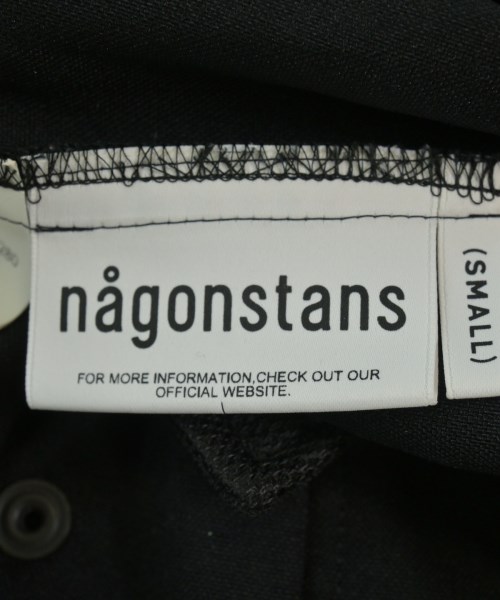 någonstans
FOR MORE INFORMATION,CHECK OUT OUR
OFFICIAL WEBSITE.
(SMALL)